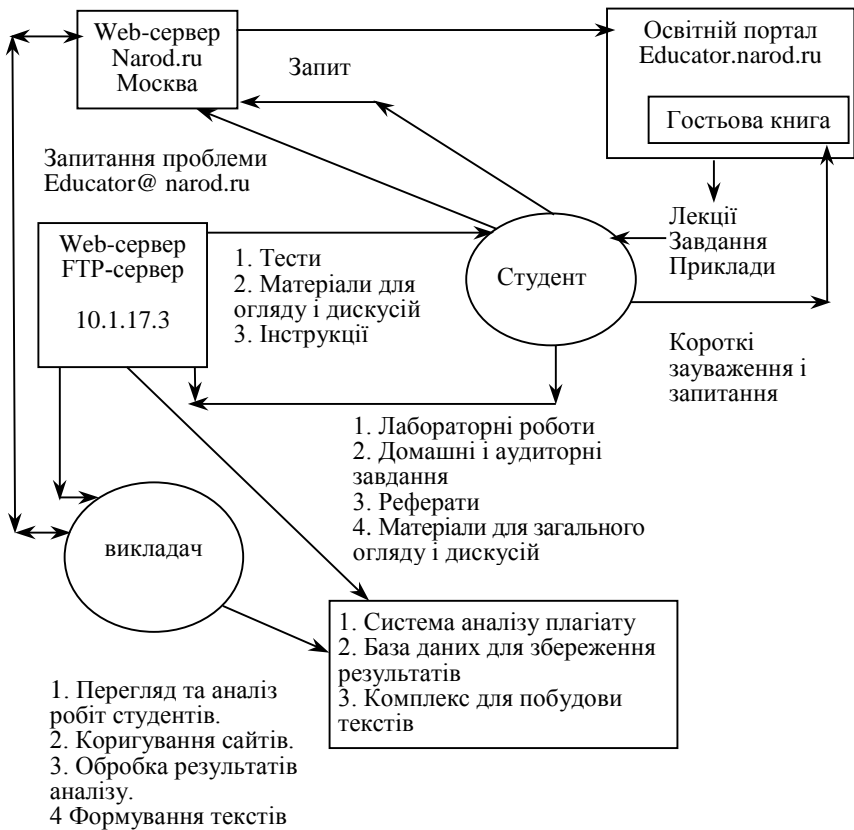 Web-сервер
Narod.ru
Москва
Запит
Освітній портал
Educator.narod.ru
Гостьова книга
Запитання проблеми
Educator@ narod.ru
Web-сервер
FTP-сервер
10.1.17.3
1. Тести
2. Матеріали для
огляду і дискусій
3. Інструкції
Студент
Лекції
Завдання
Приклади
Короткі
зауваження і
запитання
1. Лабораторні роботи
2. Домашні і аудиторні
завдання
3. Реферати
4. Матеріали для загального
огляду і дискусій
викладач
1. Система аналізу плагіату
2. База даних для збереження
результатів
3. Комплекс для побудови
текстів
1. Перегляд та аналіз
робіт студентів.
2. Коригування сайтів.
3. Обробка результатів
аналізу.
4 Формування текстів